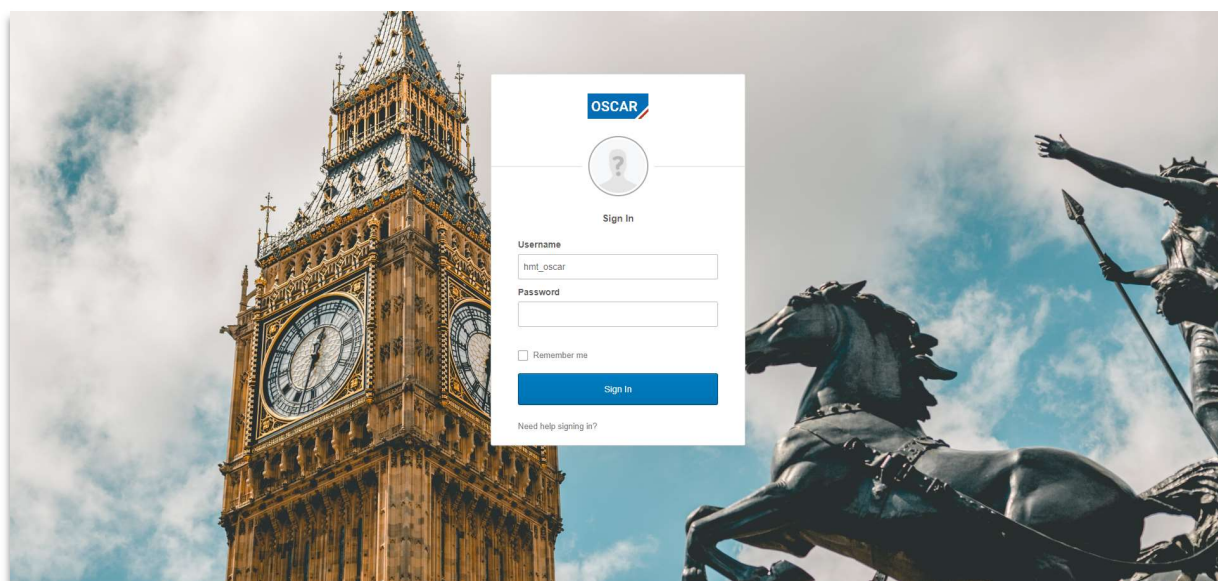 OSCAR
?
Sign In
Username
hmt_oscar
Password
Remember me
Sign In
Need help signing in?